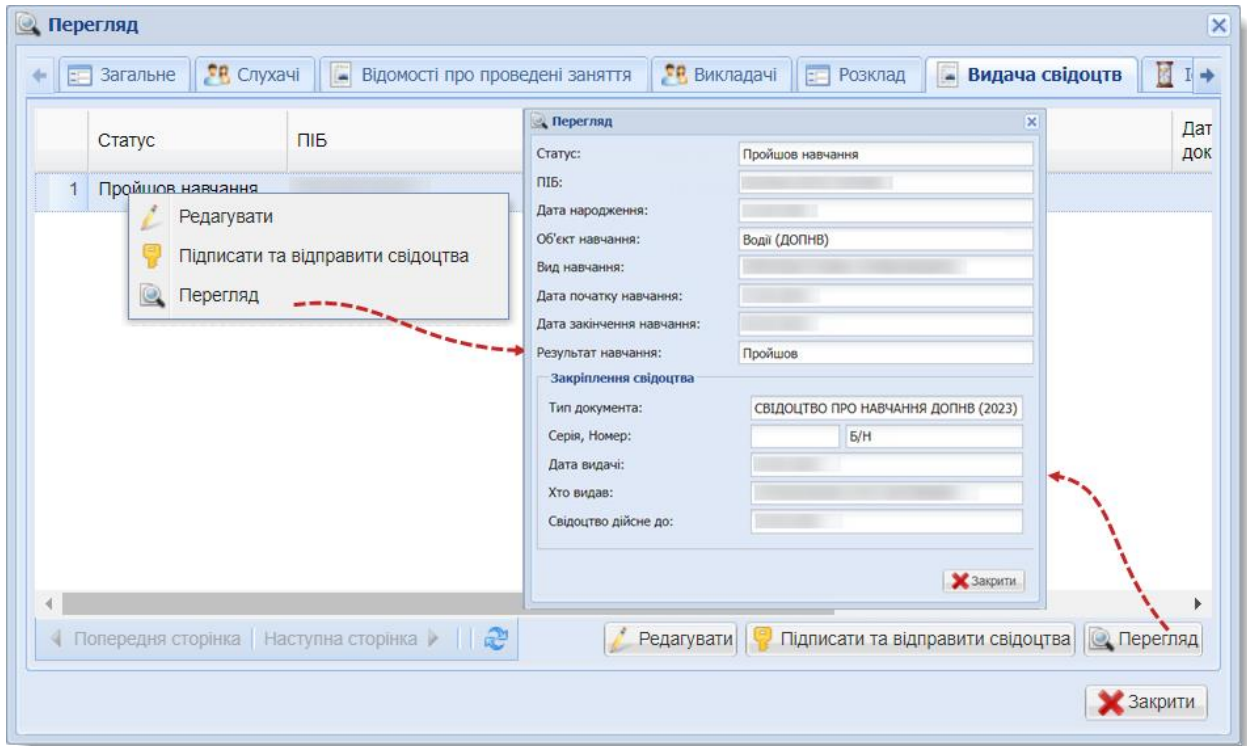 Перегляд
Загальне Слухачі Відомості про проведені заняття Викладачі Розклад Видача свідоцтв
Статус ПІБ Дат
док
1 Пройшов навчання
Редагувати
Підписати та відправити свідоцтва
Перегляд
Перегляд
Статус: Пройшов навчання
ПІБ:
Дата народження:
Об'єкт навчання: Водії (ДОПНВ)
Вид навчання:
Дата початку навчання:
Дата закінчення навчання:
Результат навчання: Пройшов
Закріплення свідоцтва
Тип документа: СВІДОЦТВО ПРО НАВЧАННЯ ДОПНВ (2023)
Серія, Номер: Б/Н
Дата видачі:
Хто видав:
Свідоцтво дійсне до:
Закрити
Попередня сторінка Наступна сторінка Редагувати Підписати та відправити свідоцтва Перегляд
Закрити